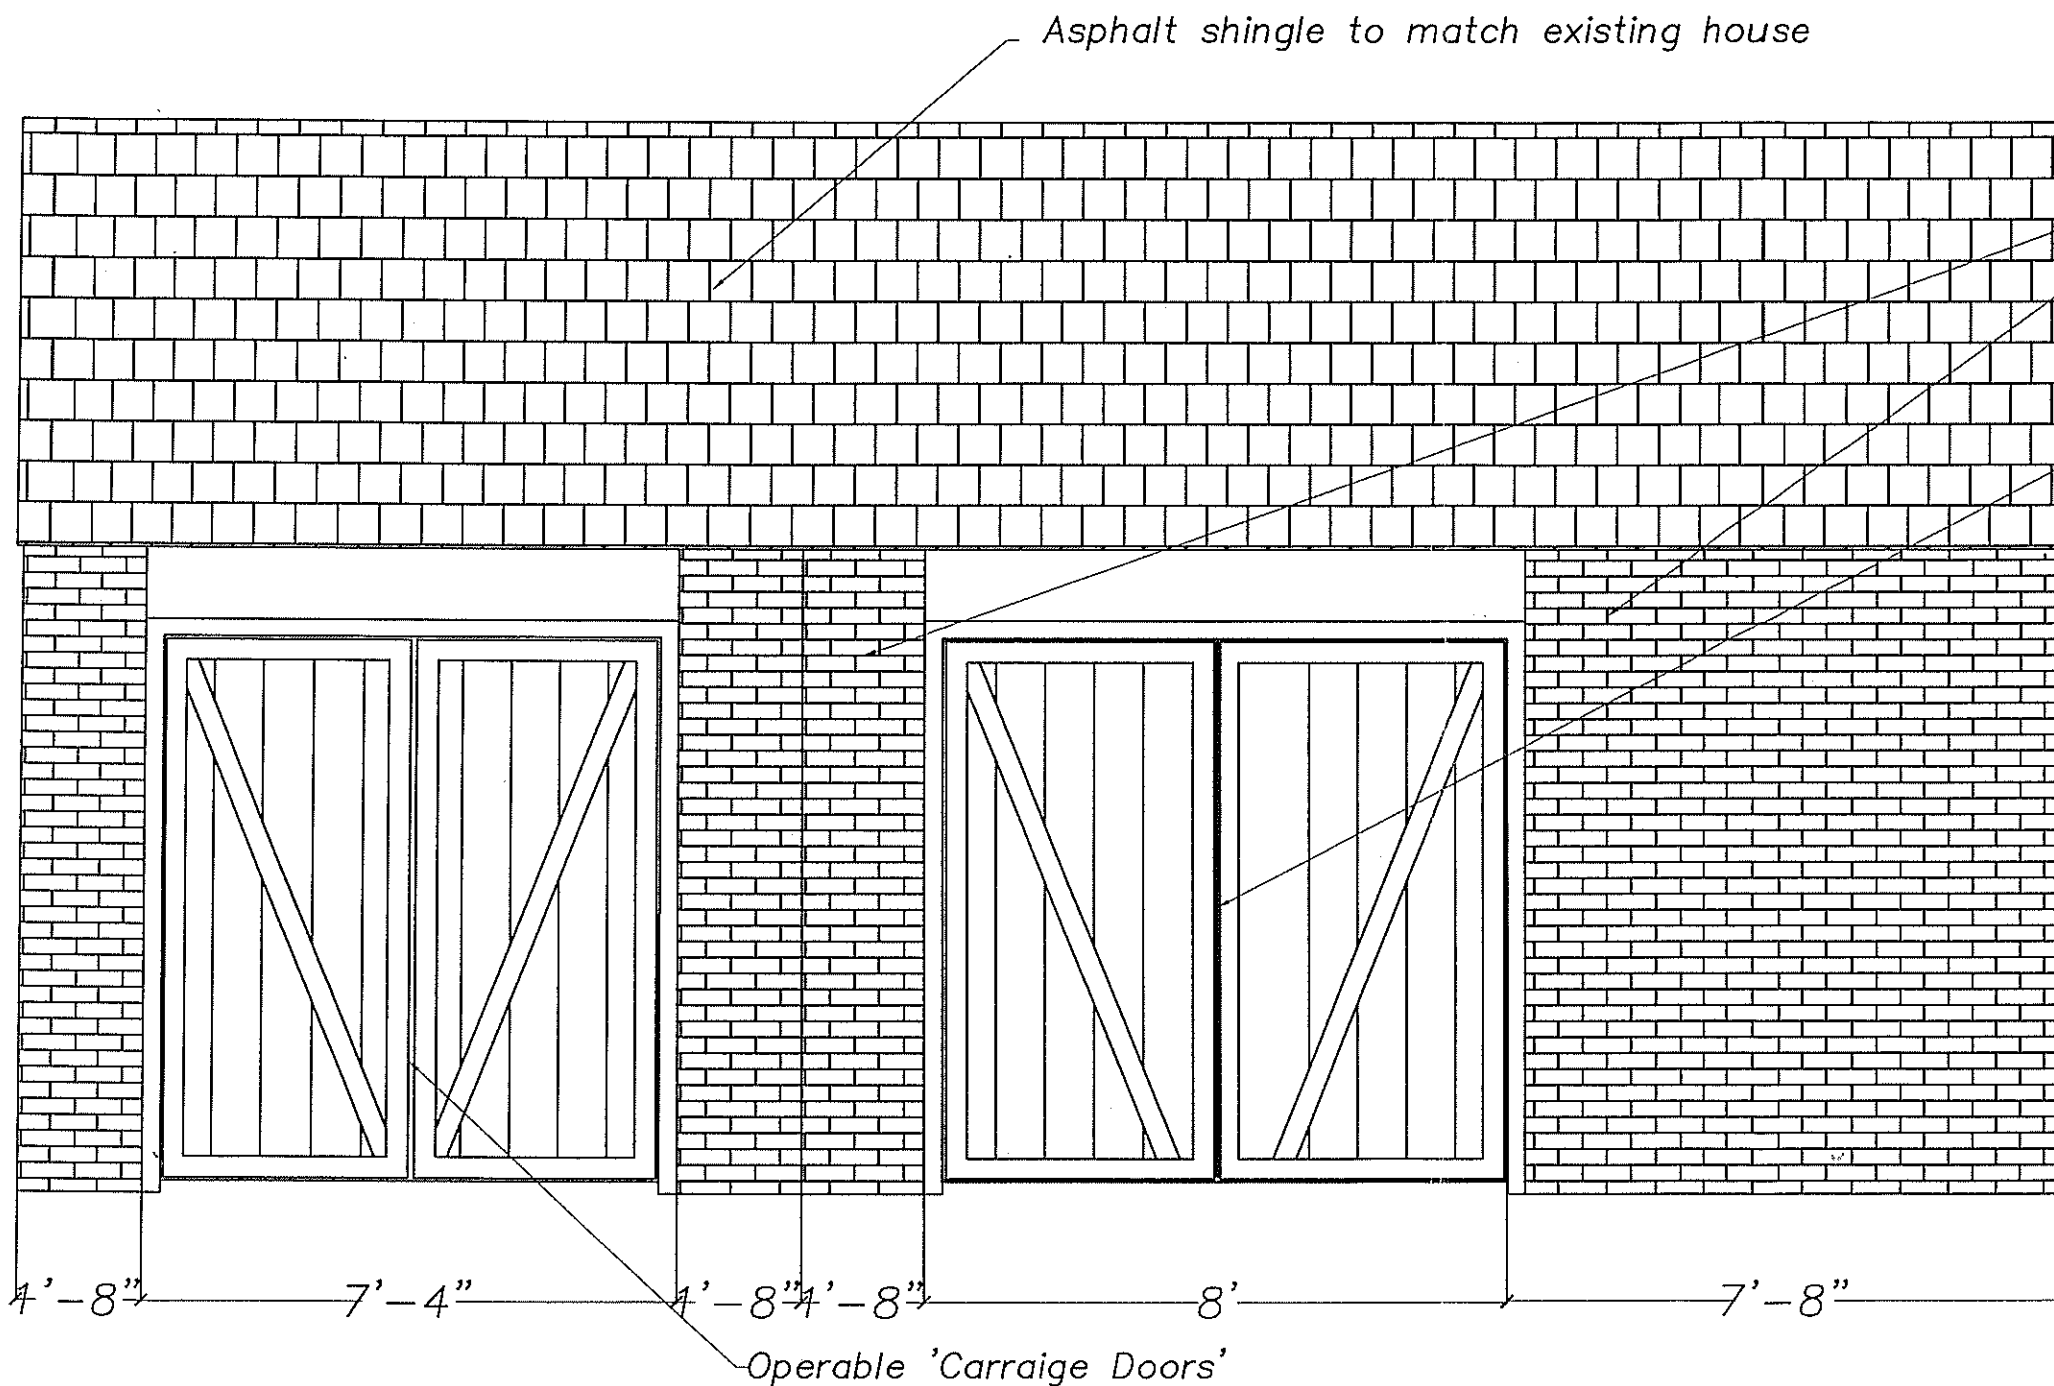 Asphalt shingle to match existing house
1'-8" 7'-4" 1'-8" 1'-8" 8' 7'-8"
Operable 'Carraige Doors'